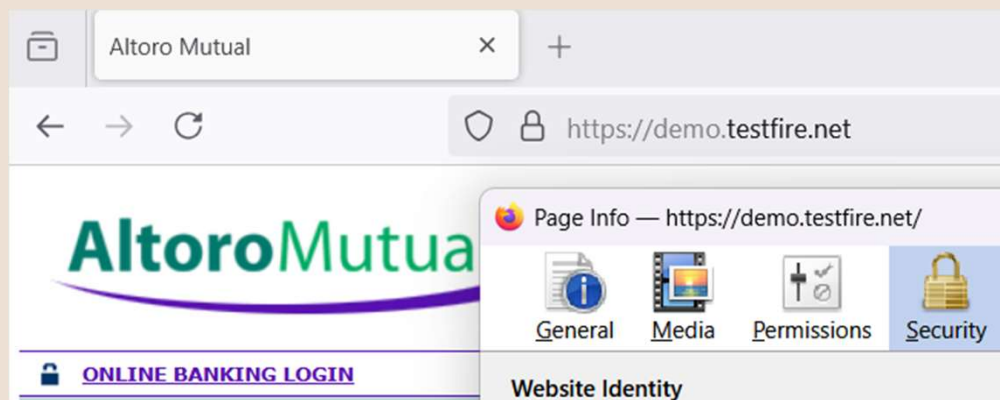 Altoro Mutual
https://demo.testfire.net
AltoroMutua
Page Info — https://demo.testfire.net/
General Media Permissions Security
ONLINE BANKING LOGIN
Website Identity